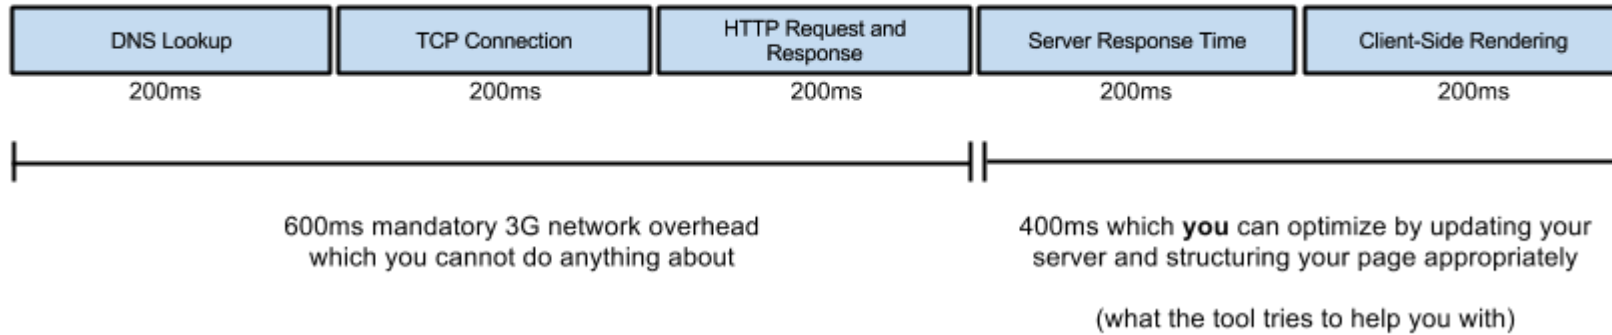 DNS Lookup
TCP Connection
HTTP Request and
Response
Server Response Time
Client-Side Rendering
200ms
200ms
200ms
200ms
200ms
600ms mandatory 3G network overhead
which you cannot do anything about
400ms which you can optimize by updating your
server and structuring your page appropriately
(what the tool tries to help you with)